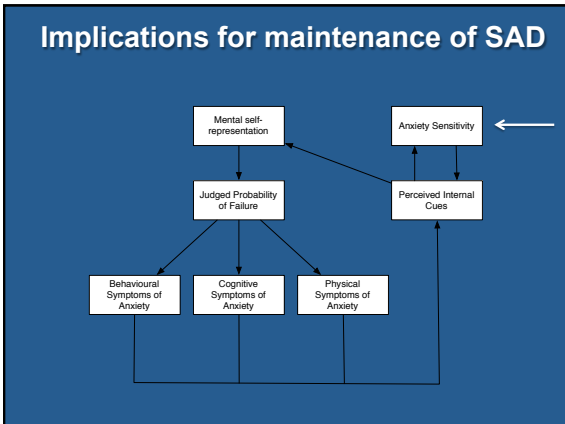 Implications for maintenance of SAD
Mental self-
representation
Anxiety Sensitivity
Judged Probability
of Failure
Perceived Internal
Cues
Behavioural
Symptoms of
Anxiety
Cognitive
Symptoms of
Anxiety
Physical
Symptoms of
Anxiety